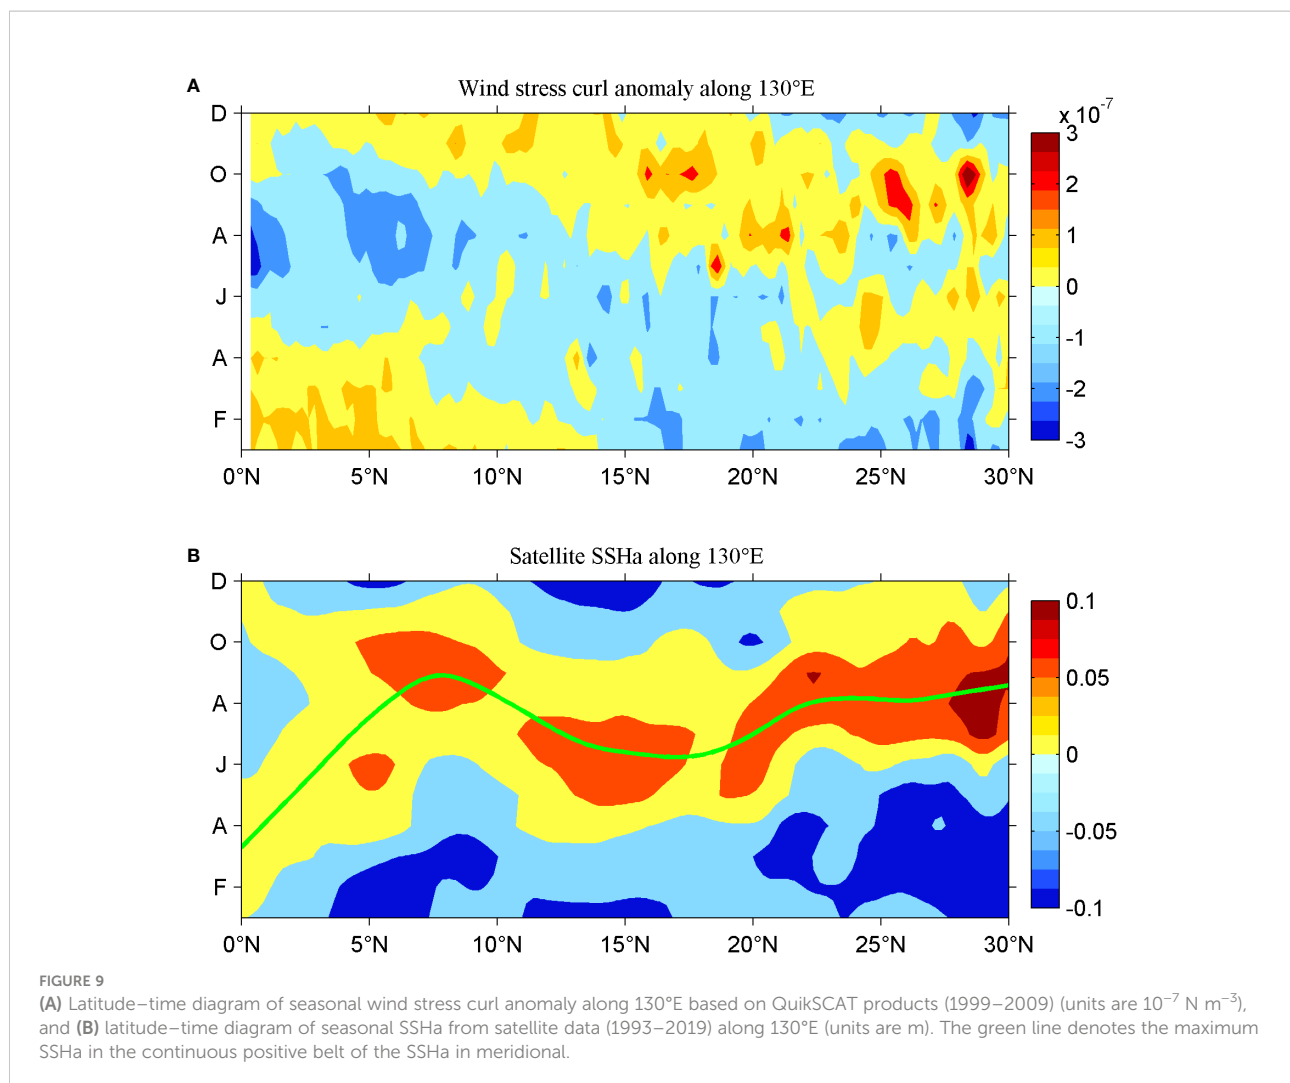 A
Wind stress curl anomaly along 130°E
x 10-7
D
O
A
J
A
F
3
2
1
0
-1
-2
-3
0°N 5°N 10°N 15°N 20°N 25°N 30°N
B
Satellite SSHa along 130°E
D
O
A
J
A
F
0.1
0.05
0
-0.05
-0.1
0°N 5°N 10°N 15°N 20°N 25°N 30°N
FIGURE 9
(A) Latitude–time diagram of seasonal wind stress curl anomaly along 130°E based on QuikSCAT products (1999–2009) (units are 10⁻⁷ N m⁻³),
and (B) latitude–time diagram of seasonal SSHa from satellite data (1993–2019) along 130°E (units are m). The green line denotes the maximum
SSHa in the continuous positive belt of the SSHa in meridional.